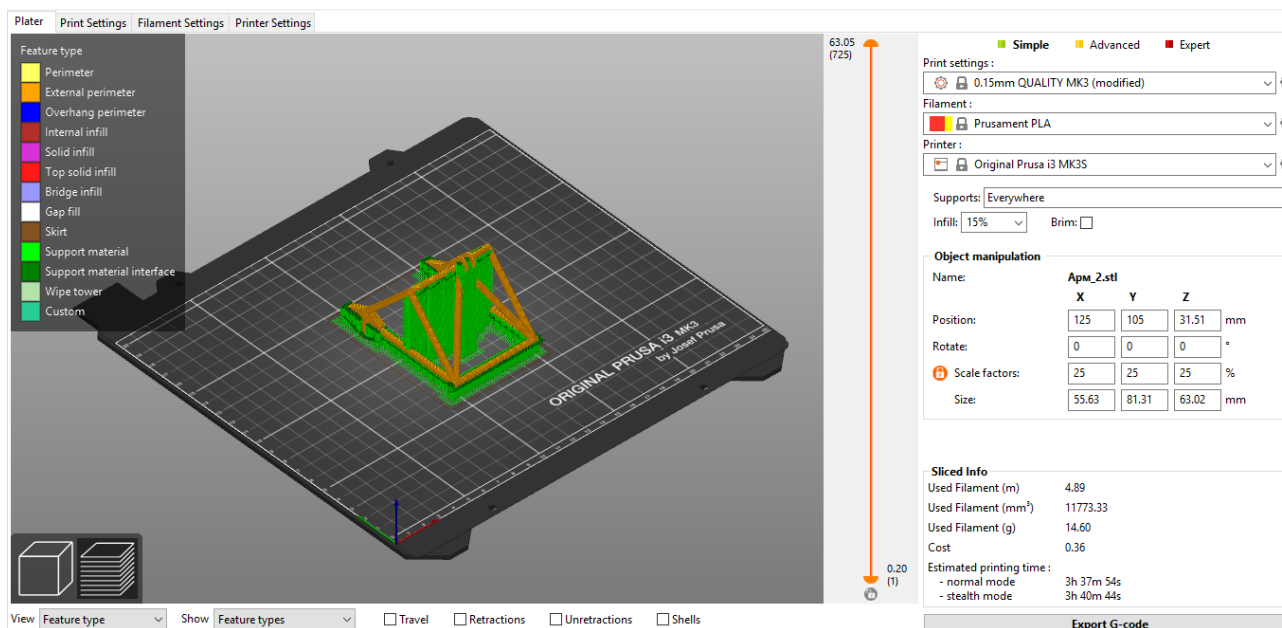 Plater Print Settings Filament Settings Printer Settings
Feature type
Perimeter
External perimeter
Overhang perimeter
Internal infill
Solid infill
Top solid infill
Bridge infill
Gap fill
Skirt
Support material
Support material interface
Wipe tower
Custom
ORIGINAL PRUSA i3 MK3
by Josef Prusa
63.05
(725)
0.20
(1)
Simple Advanced Expert
Print settings :
0.15mm QUALITY MK3 (modified)
Filament :
Prusament PLA
Printer :
Original Prusa i3 MK3S
Supports: Everywhere
Infill: 15% Brim:
Object manipulation
Name: Арм_2.stl
X Y Z
Position: 125 105 31.51 mm
Rotate: 0 0 0 °
Scale factors: 25 25 25 %
Size: 55.63 81.31 63.02 mm
Sliced Info
Used Filament (m) 4.89
Used Filament (mm³) 11773.33
Used Filament (g) 14.60
Cost 0.36
Estimated printing time :
- normal mode 3h 37m 54s
- stealth mode 3h 40m 44s
View Feature type Show Feature types Travel Retractions Unretractions Shells
Export G-code